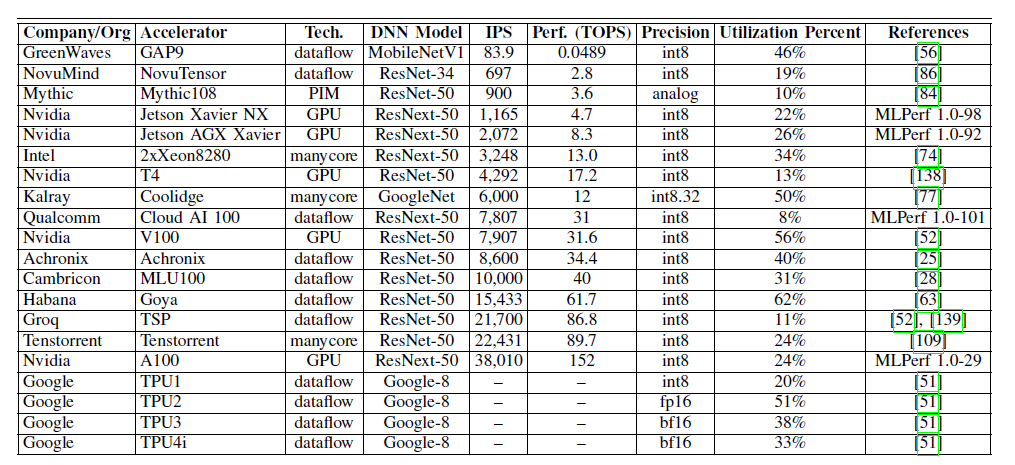 Company/Org Accelerator Tech. DNN Model IPS Perf. (TOPS) Precision Utilization Percent References
GreenWaves GAP9 dataflow MobileNetV1 83.9 0.0489 int8 46% [56]
NovuMind NovuTensor dataflow ResNet-34 697 2.8 int8 19% [86]
Mythic Mythic108 PIM ResNet-50 900 3.6 analog 10% [84]
Nvidia Jetson Xavier NX GPU ResNext-50 1,165 4.7 int8 22% MLPerf 1.0-98
Nvidia Jetson AGX Xavier GPU ResNext-50 2,072 8.3 int8 26% MLPerf 1.0-92
Intel 2xXeon8280 manycore ResNext-50 3,248 13.0 int8 34% [74]
Nvidia T4 GPU ResNet-50 4,292 17.2 int8 13% [138]
Kalray Coolidge manycore GoogleNet 6,000 12 int8.32 50% [77]
Qualcomm Cloud AI 100 dataflow ResNext-50 7,807 31 int8 8% MLPerf 1.0-101
Nvidia V100 GPU ResNet-50 7,907 31.6 int8 56% [52]
Achronix Achronix dataflow ResNet-50 8,600 34.4 int8 40% [25]
Cambricon MLU100 dataflow ResNet-50 10,000 40 int8 31% [28]
Habana Goya dataflow ResNet-50 15,433 61.7 int8 62% [63]
Groq TSP dataflow ResNet-50 21,700 86.8 int8 11% [52], [139]
Tenstorrent Tenstorrent manycore ResNet-50 22,431 89.7 int8 24% [109]
Nvidia A100 GPU ResNext-50 38,010 152 int8 24% MLPerf 1.0-29
Google TPU1 dataflow Google-8 – – int8 20% [51]
Google TPU2 dataflow Google-8 – – fp16 51% [51]
Google TPU3 dataflow Google-8 – – bf16 38% [51]
Google TPU4i dataflow Google-8 – – bf16 33% [51]